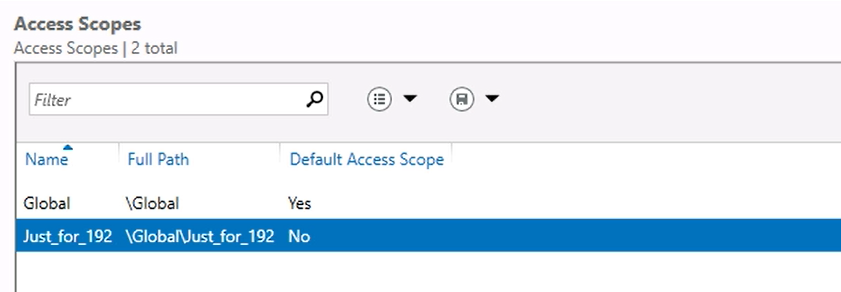 Access Scopes
Access Scopes | 2 total
Filter
Name Full Path Default Access Scope
Global \Global Yes
Just_for_192 \Global\Just_for_192 No